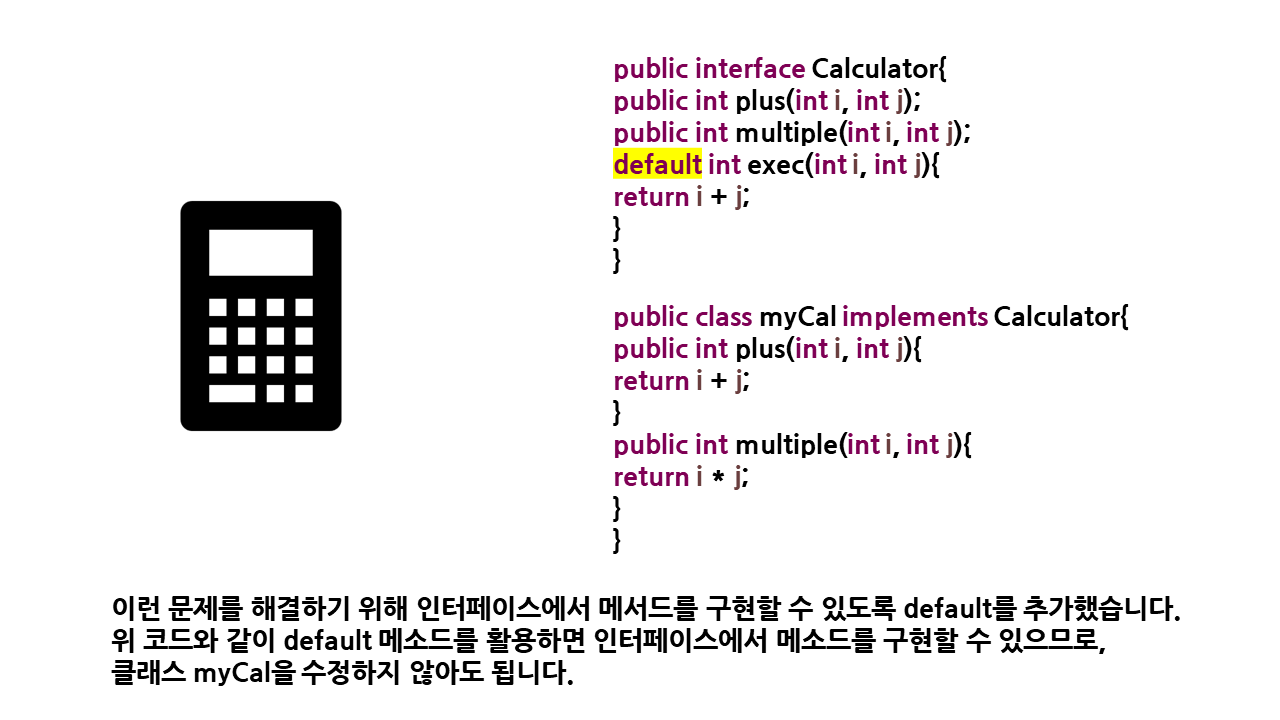 public interface Calculator{
public int plus(int i, int j);
public int multiple(int i, int j);
default int exec(int i, int j){
return i + j;
}
}
public class myCal implements Calculator{
public int plus(int i, int j){
return i + j;
}
public int multiple(int i, int j){
return i * j;
}
}
이런 문제를 해결하기 위해 인터페이스에서 메서드를 구현할 수 있도록 default를 추가했습니다.
위 코드와 같이 default 메소드를 활용하면 인터페이스에서 메소드를 구현할 수 있으므로,
클래스 myCal을 수정하지 않아도 됩니다.